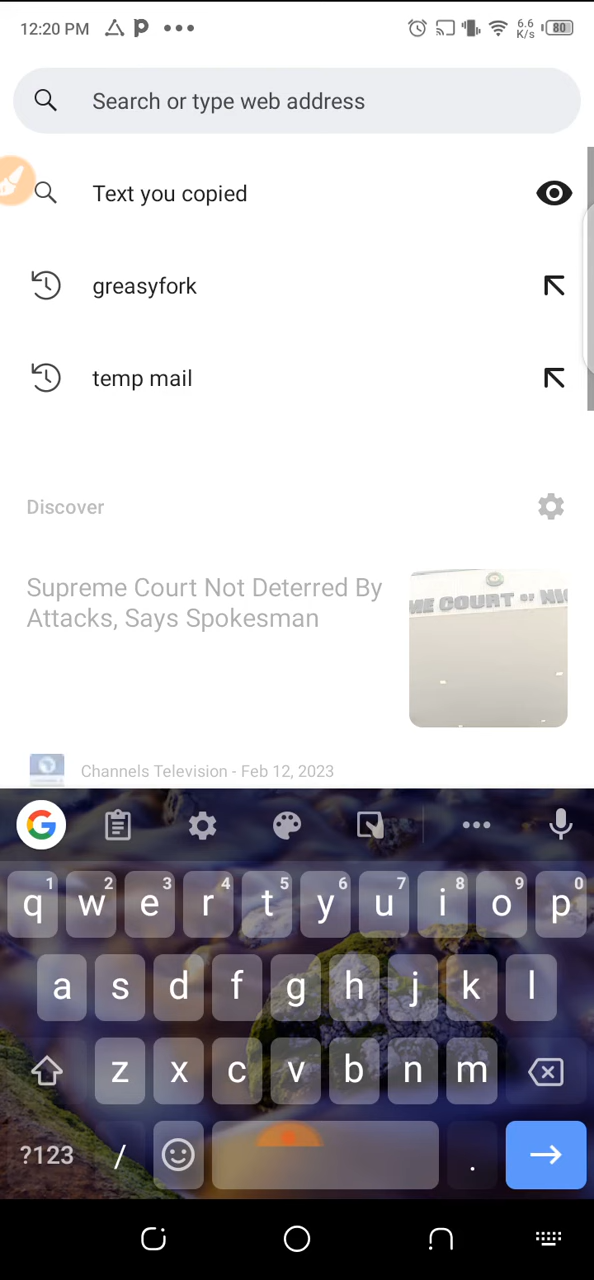 12:20 PM
6.6
K/s
80
Search or type web address
Text you copied
greasyfork
temp mail
Discover
Supreme Court Not Deterred By
Attacks, Says Spokesman
ME COURT OF NIG
Channels Television - Feb 12, 2023
1 2 3 4 5 6 7 8 9 0
q w e r t y u i o p
a s d f g h j k l
z x c v b n m
?123 / .